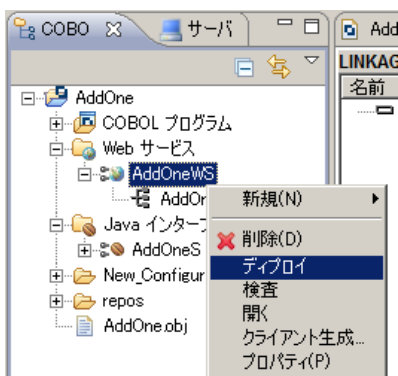 COBO サーバ Add
LINKAG
名前
AddOne
COBOL プログラム
Web サービス
AddOneWS
AddOr
Java インターフ
AddOneS
New_Configur
repos
AddOne.obj
新規(N)
削除(D)
ディプロイ
検査
開く
クライアント生成...
プロパティ(P)